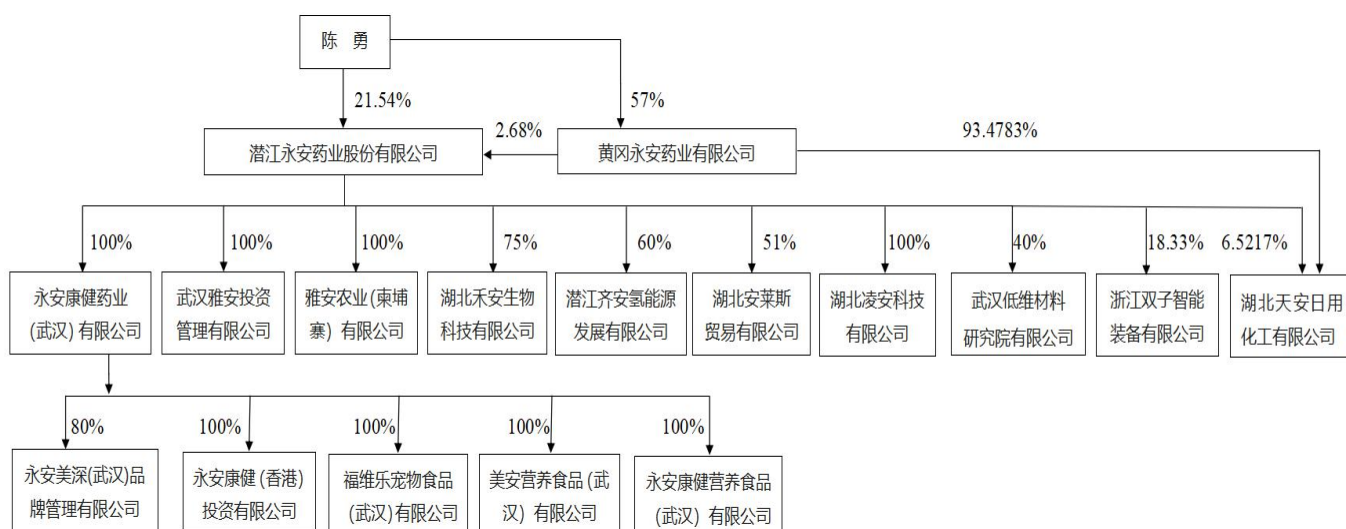 陈 勇
21.54%
57%
潜江永安药业股份有限公司
2.68%
黄冈永安药业有限公司
93.4783%
100%
100%
100%
75%
60%
51%
100%
40%
18.33%
6.5217%
永安康健药业
(武汉) 有限公司
武汉雅安投资
管理有限公司
雅安农业 (柬埔
寨) 有限公司
湖北禾安生物
科技有限公司
潜江齐安氢能源
发展有限公司
湖北安莱斯
贸易有限公司
湖北凌安科技
有限公司
武汉低维材料
研究院有限公司
浙江双子智能
装备有限公司
湖北天安日用
化工有限公司
80%
100%
100%
100%
100%
永安美深(武汉)品
牌管理有限公司
永安康健 (香港)
投资有限公司
福维乐宠物食品
(武汉)有限公司
美安营养食品 (武
汉) 有限公司
永安康健营养食品
(武汉) 有限公司